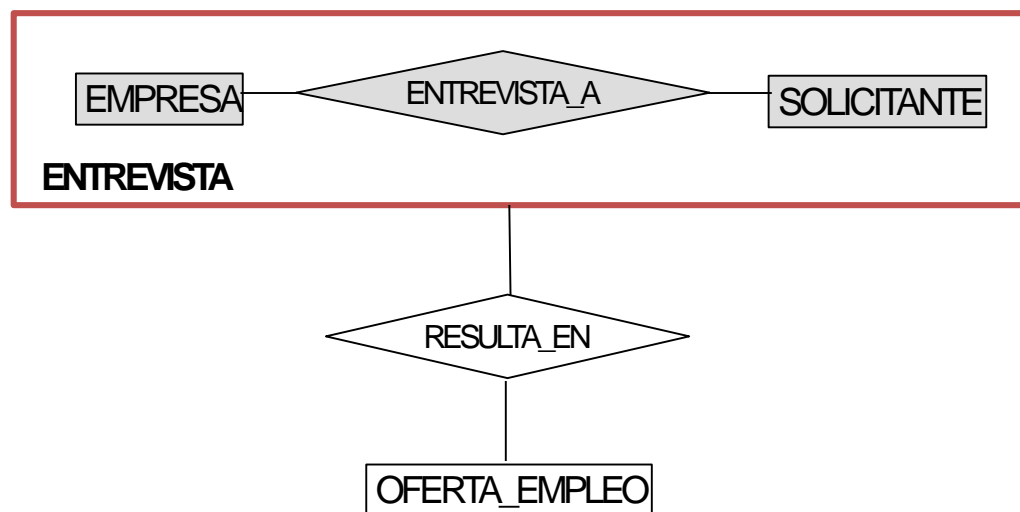 EMPRESA
ENTREVISTA_A
SOLICITANTE
ENTREVISTA
RESULTA_EN
OFERTA_EMPLEO